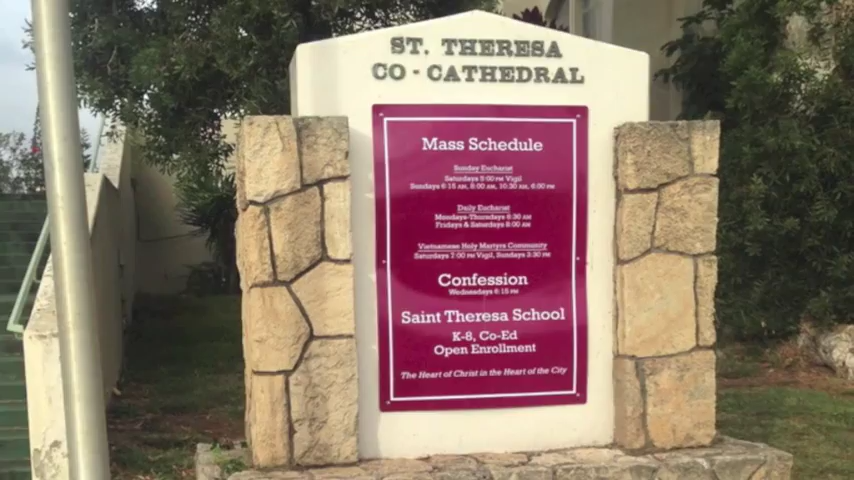 ST. THERESA
CO-CATHEDRAL
Mass Schedule
Sunday Eucharist
Saturdays 5:00 PM Vigil
Sundays 6:15 AM, 8:00 AM, 10:30 AM, 6:00 PM
Daily Eucharist
Mondays-Thursdays 6:30 AM
Fridays & Saturdays 8:00 AM
Vietnamese Holy Martyrs Community
Saturdays 7:00 PM Vigil, Sundays 3:30 PM
Confession
Wednesdays 6:15 PM
Saint Theresa School
K-8, Co-Ed
Open Enrollment
The Heart of Christ in the Heart of the City